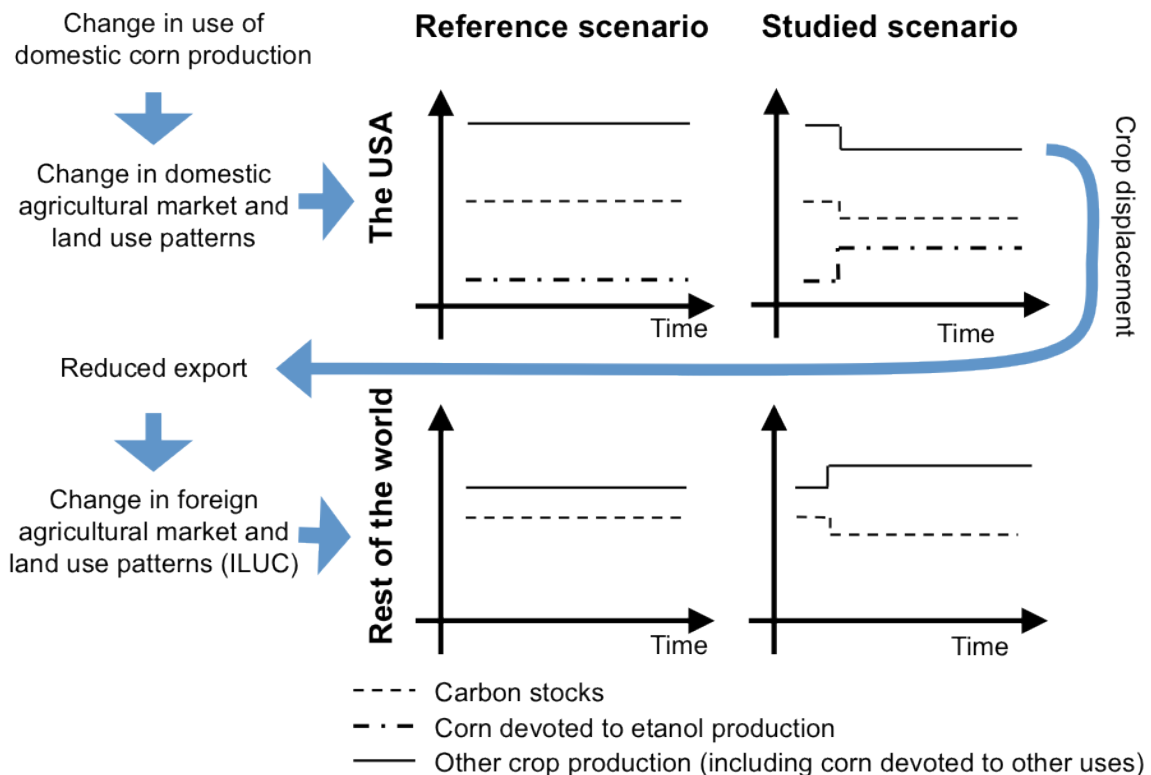 Change in use of
domestic corn production
Reference scenario
Studied scenario
Change in domestic
agricultural market and
land use patterns
The USA
Time
Time
Crop displacement
Reduced export
Change in foreign
agricultural market and
land use patterns (ILUC)
Rest of the world
Time
Time
Carbon stocks
Corn devoted to etanol production
Other crop production (including corn devoted to other uses)